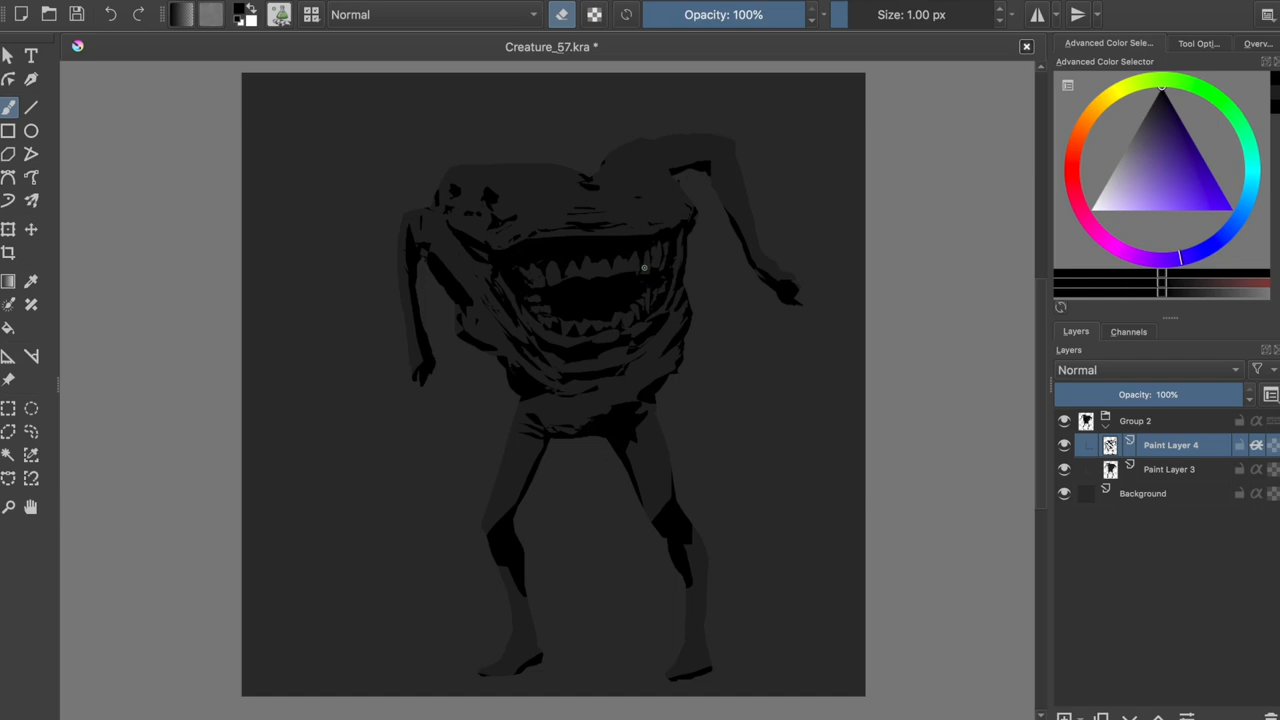 Normal
Opacity: 100%
Size: 1.00 px
Creature_57.kra *
Advanced Color Sele...
Tool Opti...
Overv...
Advanced Color Selector
Layers
Channels
Layers
Normal
Opacity: 100%
Group 2
Paint Layer 4
Paint Layer 3
Background